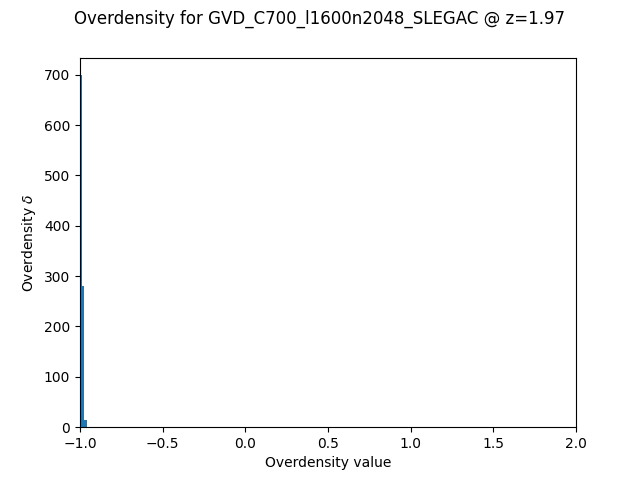 Overdensity for GVD_C700_l1600n2048_SLEGAC @ z=1.97
700
600
500
400
300
200
100
0
Overdensity δ
−1.0 −0.5 0.0 0.5 1.0 1.5 2.0
Overdensity value